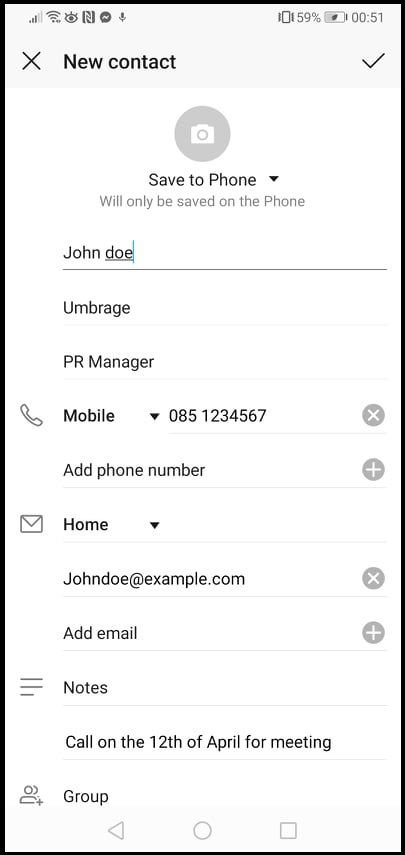 59% 00:51
New contact
Save to Phone
Will only be saved on the Phone
John doe
Umbrage
PR Manager
Mobile 085 1234567
Add phone number
Home
Johndoe@example.com
Add email
Notes
Call on the 12th of April for meeting
Group